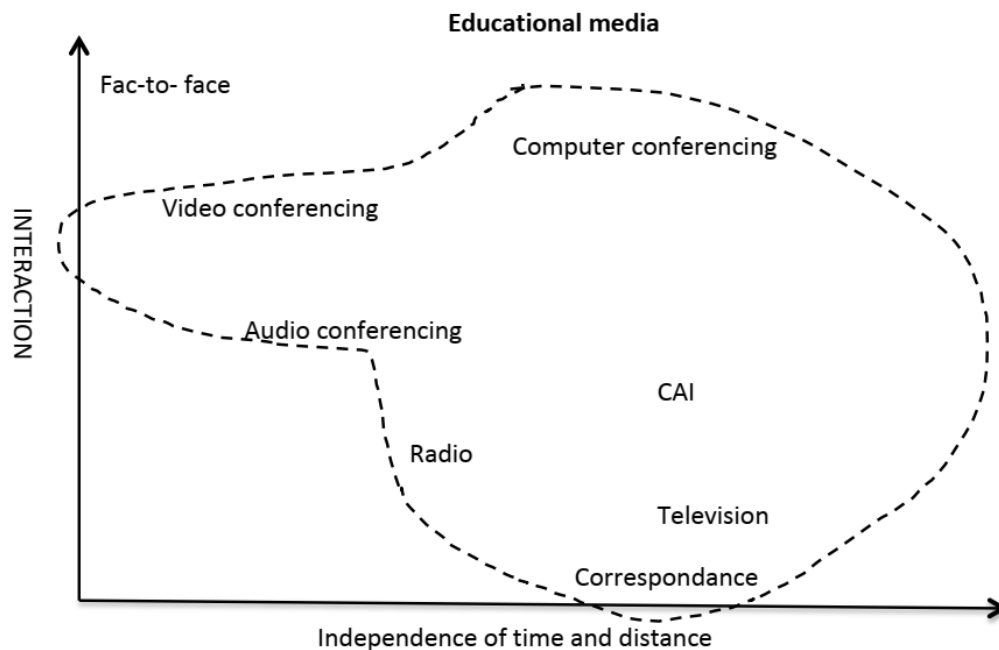 Educational media
Fac-to- face
Computer conferencing
Video conferencing
INTERACTION
Audio conferencing
CAI
Radio
Television
Correspondance
Independence of time and distance